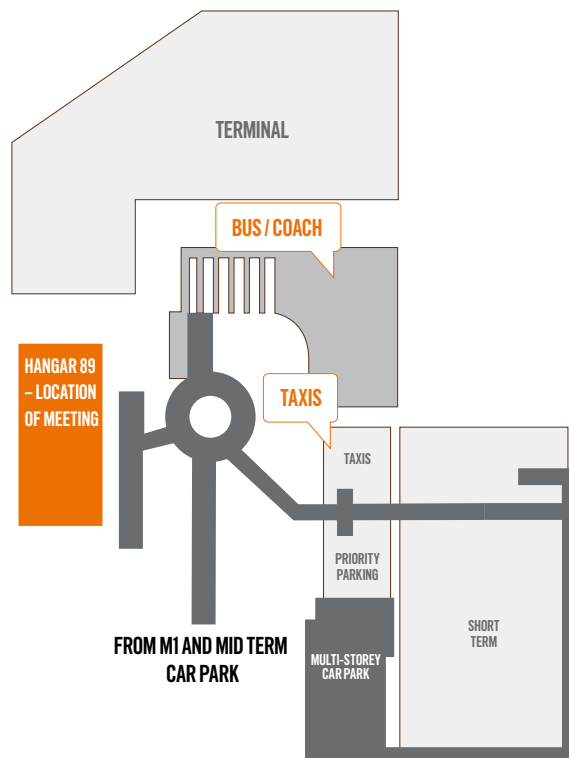 TERMINAL
BUS / COACH
HANGAR 89
– LOCATION
OF MEETING
TAXIS
TAXIS
PRIORITY
PARKING
SHORT
TERM
FROM M1 AND MID TERM
CAR PARK
MULTI-STOREY
CAR PARK